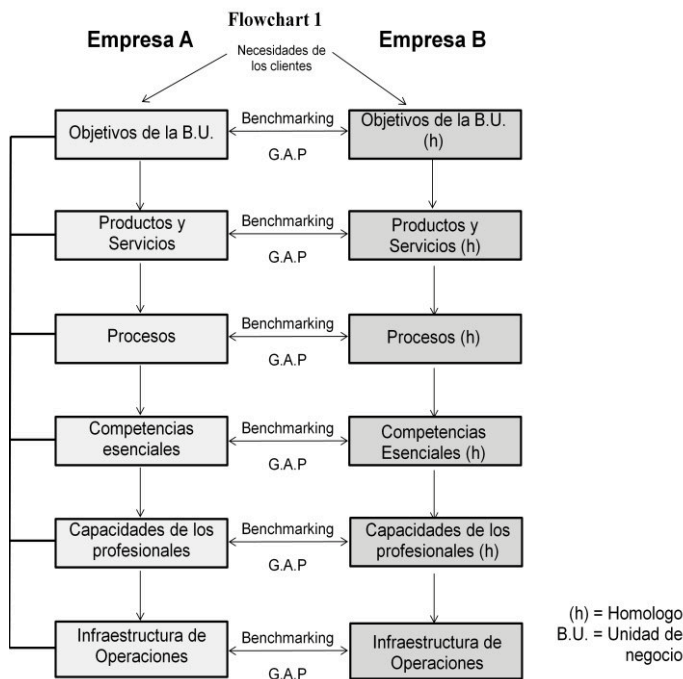 Flowchart 1
Empresa A
Empresa B
Necesidades de
los clientes
Objetivos de la B.U.
Benchmarking
G.A.P
Objetivos de la B.U.
(h)
Productos y
Servicios
Benchmarking
G.A.P
Productos y
Servicios (h)
Procesos
Benchmarking
G.A.P
Procesos (h)
Competencias
esenciales
Benchmarking
G.A.P
Competencias
Esenciales (h)
Capacidades de los
profesionales
Benchmarking
G.A.P
Capacidades de los
profesionales (h)
Infraestructura de
Operaciones
Benchmarking
G.A.P
Infraestructura de
Operaciones
(h) = Homologo
B.U. = Unidad de
negocio